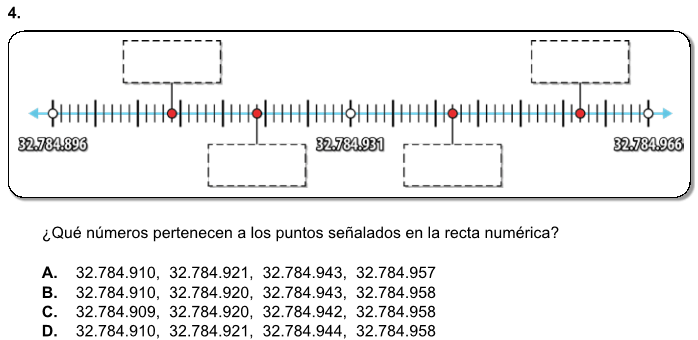 4.
32.784.896 32.784.931 32.784.966
¿Qué números pertenecen a los puntos señalados en la recta numérica?
A. 32.784.910, 32.784.921, 32.784.943, 32.784.957
B. 32.784.910, 32.784.920, 32.784.943, 32.784.958
C. 32.784.909, 32.784.920, 32.784.942, 32.784.958
D. 32.784.910, 32.784.921, 32.784.944, 32.784.958